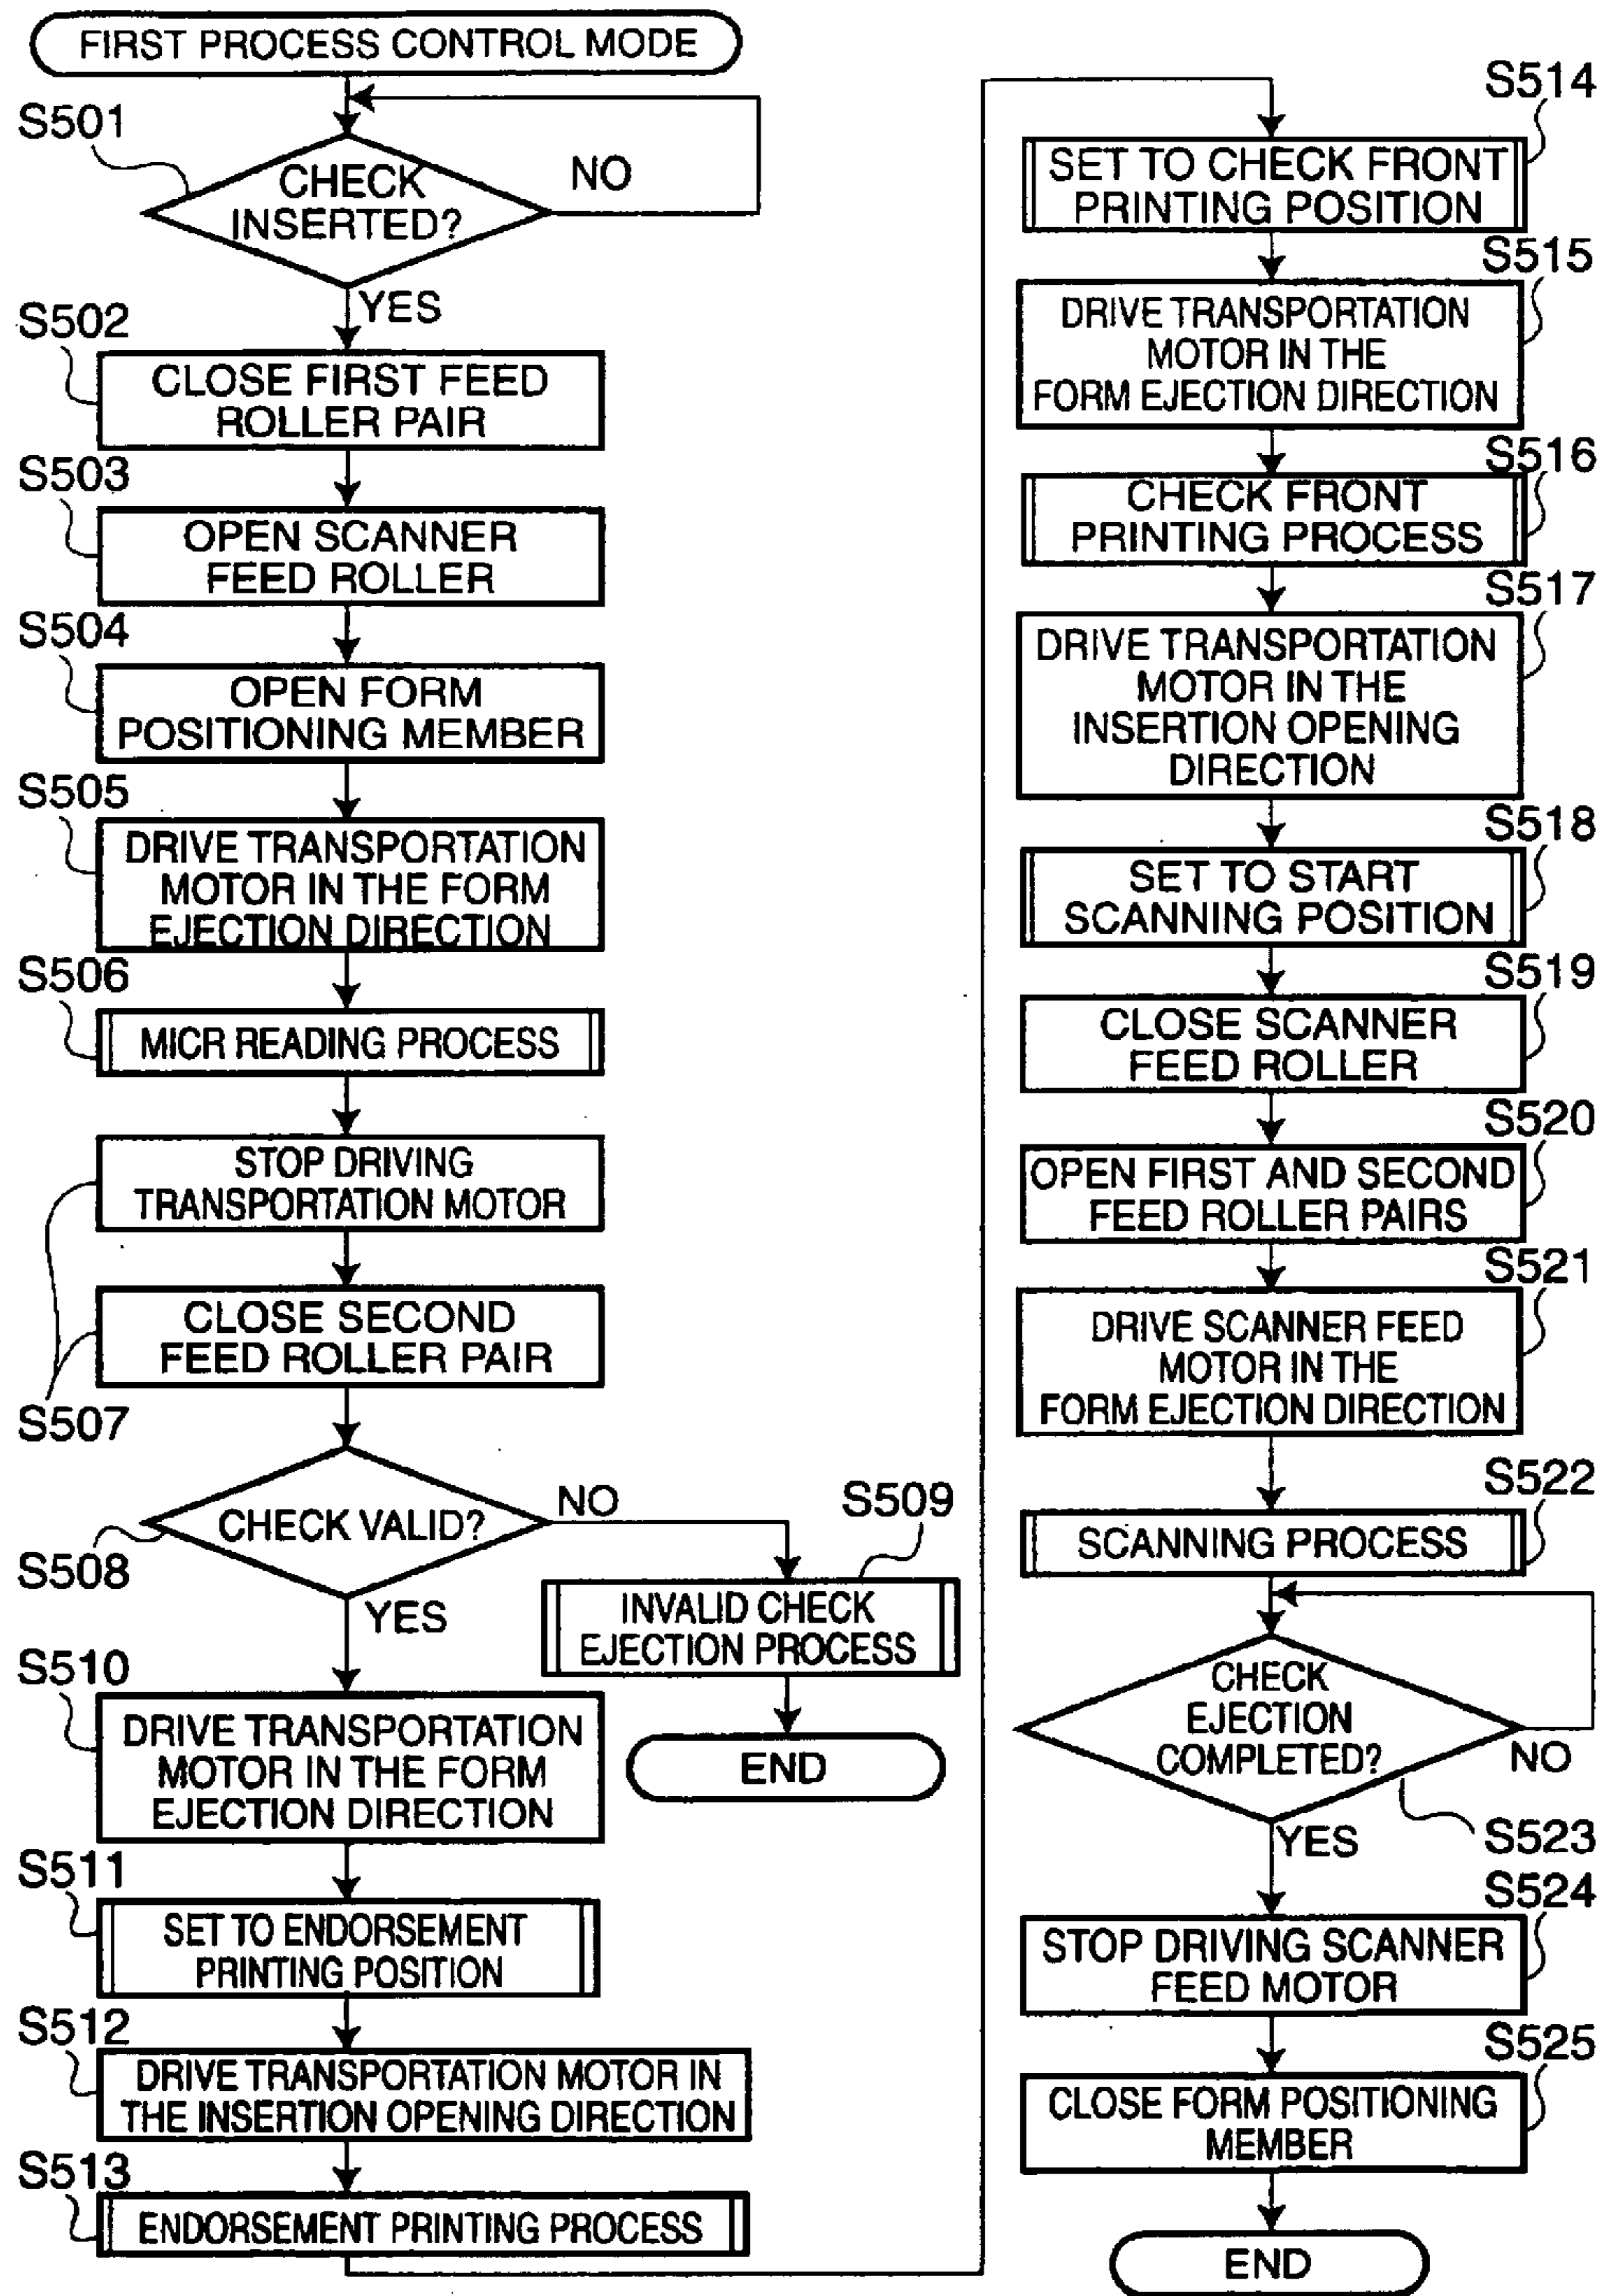 FIRST PROCESS CONTROL MODE
S501
CHECK
INSERTED?
NO
YES
S502
CLOSE FIRST FEED
ROLLER PAIR
S503
OPEN SCANNER
FEED ROLLER
S504
OPEN FORM
POSITIONING MEMBER
S505
DRIVE TRANSPORTATION
MOTOR IN THE FORM
EJECTION DIRECTION
S506
MICR READING PROCESS
STOP DRIVING
TRANSPORTATION MOTOR
CLOSE SECOND
FEED ROLLER PAIR
S507
CHECK VALID?
NO
S508
YES
S509
INVALID CHECK
EJECTION PROCESS
END
S510
DRIVE TRANSPORTATION
MOTOR IN THE FORM
EJECTION DIRECTION
S511
SET TO ENDORSEMENT
PRINTING POSITION
S512
DRIVE TRANSPORTATION MOTOR IN
THE INSERTION OPENING DIRECTION
S513
ENDORSEMENT PRINTING PROCESS
S514
SET TO CHECK FRONT
PRINTING POSITION
S515
DRIVE TRANSPORTATION
MOTOR IN THE
FORM EJECTION DIRECTION
S516
CHECK FRONT
PRINTING PROCESS
S517
DRIVE TRANSPORTATION
MOTOR IN THE
INSERTION OPENING
DIRECTION
S518
SET TO START
SCANNING POSITION
S519
CLOSE SCANNER
FEED ROLLER
S520
OPEN FIRST AND SECOND
FEED ROLLER PAIRS
S521
DRIVE SCANNER FEED
MOTOR IN THE
FORM EJECTION DIRECTION
S522
SCANNING PROCESS
CHECK
EJECTION
COMPLETED?
NO
S523
YES
S524
STOP DRIVING SCANNER
FEED MOTOR
S525
CLOSE FORM POSITIONING
MEMBER
END